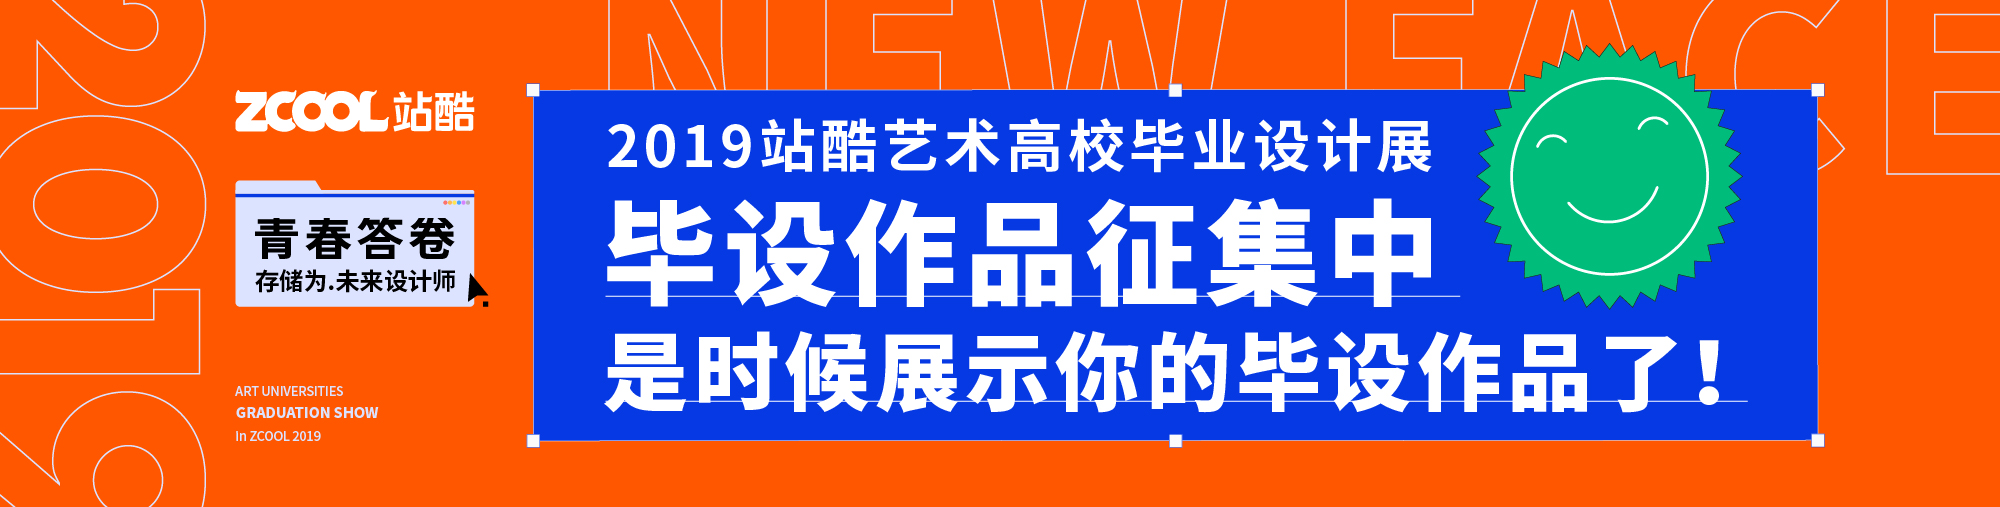 2019
NEW FACE
ZCOOL站酷
青春答卷
存储为.未来设计师
ART UNIVERSITIES
GRADUATION SHOW
In ZCOOL 2019
2019站酷艺术高校毕业设计展
毕设作品征集中
是时候展示你的毕设作品了！